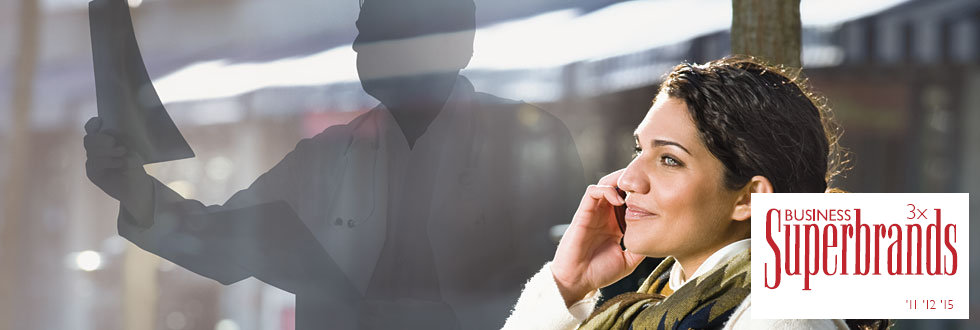 BUSINESS 3x
Superbrands
'11 '12 '15